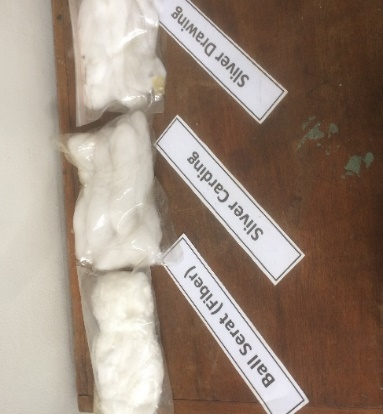 Sliver Drawing
Sliver Carding
Ball Serat (Fiber)